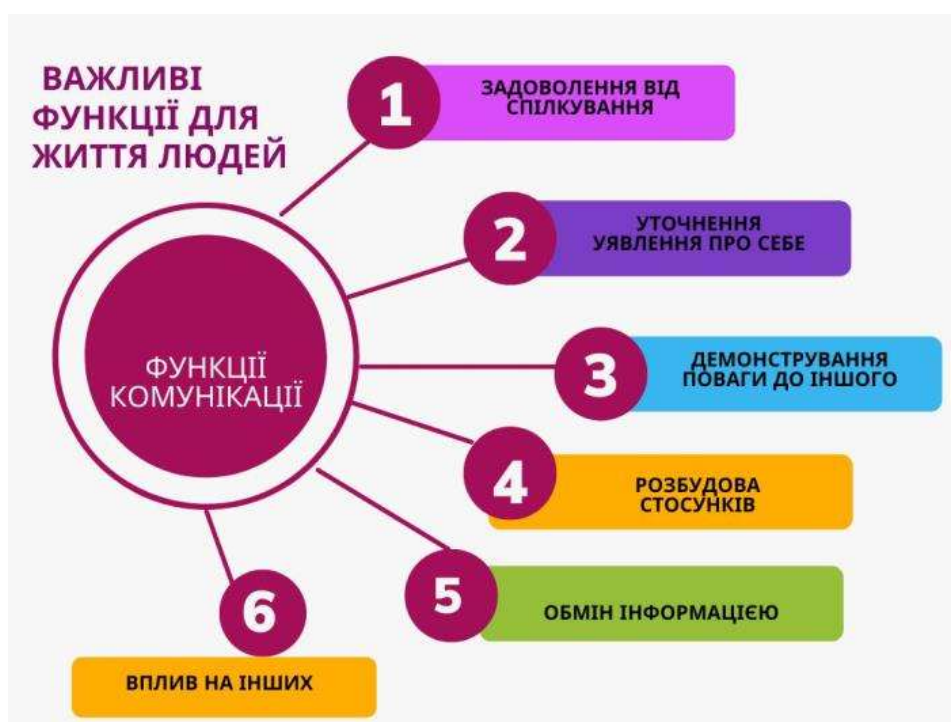 ВАЖЛИВІ
ФУНКЦІЇ ДЛЯ
ЖИТТЯ ЛЮДЕЙ
ФУНКЦІЇ
КОМУНІКАЦІЇ
1
ЗАДОВОЛЕННЯ ВІД
СПІЛКУВАННЯ
2
УТОЧНЕННЯ
УЯВЛЕННЯ ПРО СЕБЕ
3
ДЕМОНСТРУВАННЯ
ПОВАГИ ДО ІНШОГО
4
РОЗБУДОВА
СТОСУНКІВ
5
ОБМІН ІНФОРМАЦІЄЮ
6
ВПЛИВ НА ІНШИХ